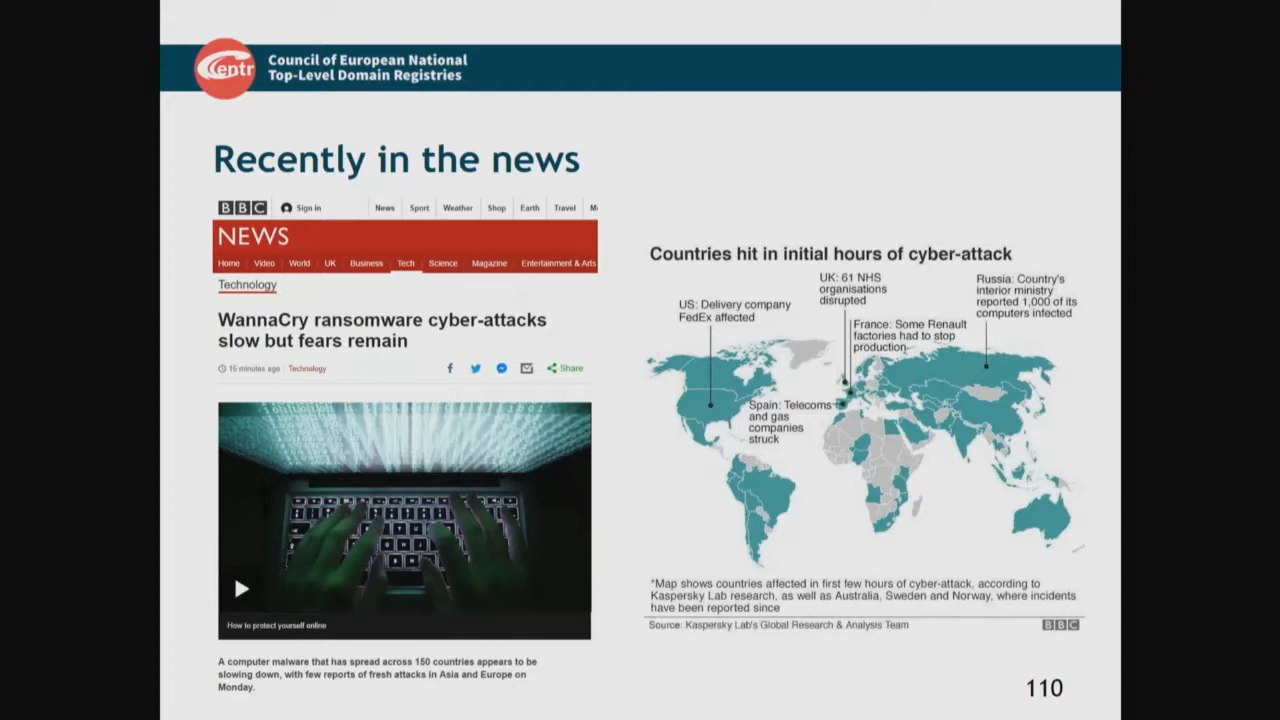 Centr
Council of European National
Top-Level Domain Registries
Recently in the news
BBC Sign in News Sport Weather Shop Earth Travel M
NEWS
Home Video World UK Business Tech Science Magazine Entertainment & Arts
Technology
WannaCry ransomware cyber-attacks
slow but fears remain
15 minutes ago Technology
Share
How to protect yourself online
A computer malware that has spread across 150 countries appears to be
slowing down, with few reports of fresh attacks in Asia and Europe on
Monday.
Countries hit in initial hours of cyber-attack
US: Delivery company
FedEx affected
UK: 61 NHS
organisations
disrupted
France: Some Renault
factories had to stop
production
Russia: Country's
interior ministry
reported 1,000 of its
computers infected
Spain: Telecoms
and gas
companies
struck
*Map shows countries affected in first few hours of cyber-attack, according to
Kaspersky Lab research, as well as Australia, Sweden and Norway, where incidents
have been reported since
Source: Kaspersky Lab's Global Research & Analysis Team
BBC
110